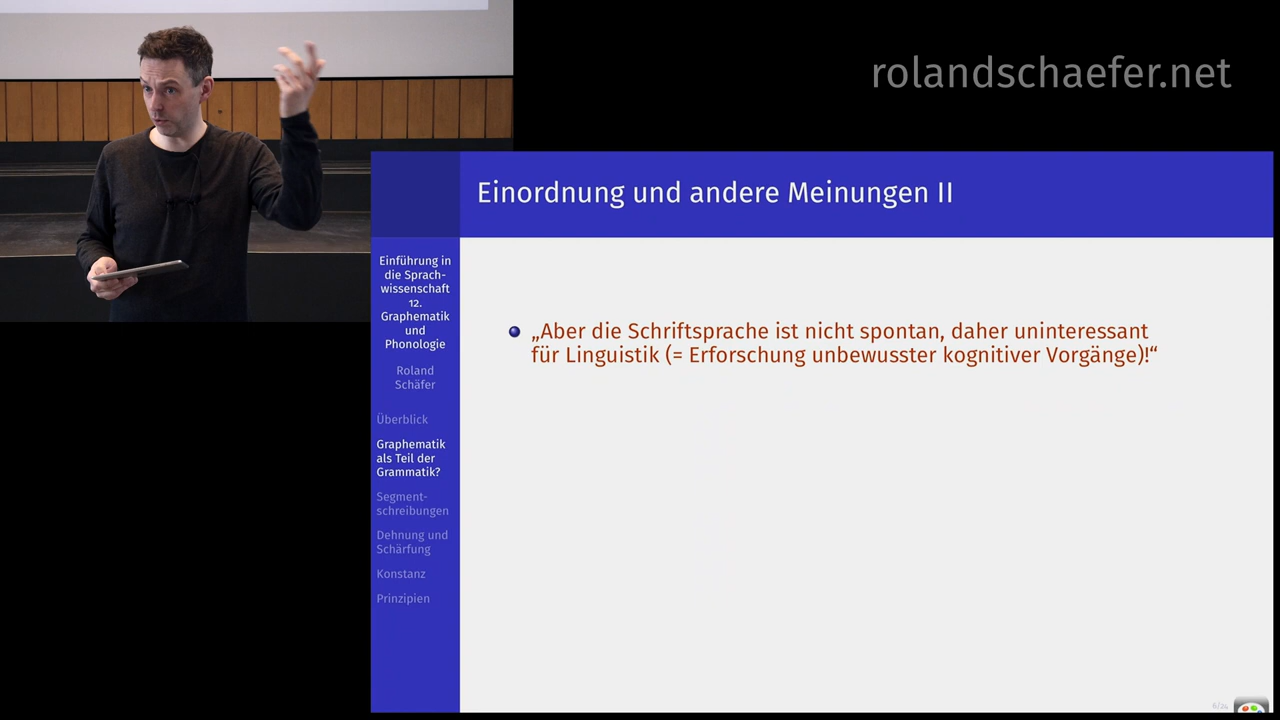 rolandschaefer.net
Einordnung und andere Meinungen II
Einführung in
die Sprach-
wissenschaft
12.
Graphematik
und
Phonologie
Roland
Schäfer
Überblick
Graphematik
als Teil der
Grammatik?
Segment-
schreibungen
Dehnung und
Schärfung
Konstanz
Prinzipien
„Aber die Schriftsprache ist nicht spontan, daher uninteressant
für Linguistik (= Erforschung unbewusster kognitiver Vorgänge)!“
6/24